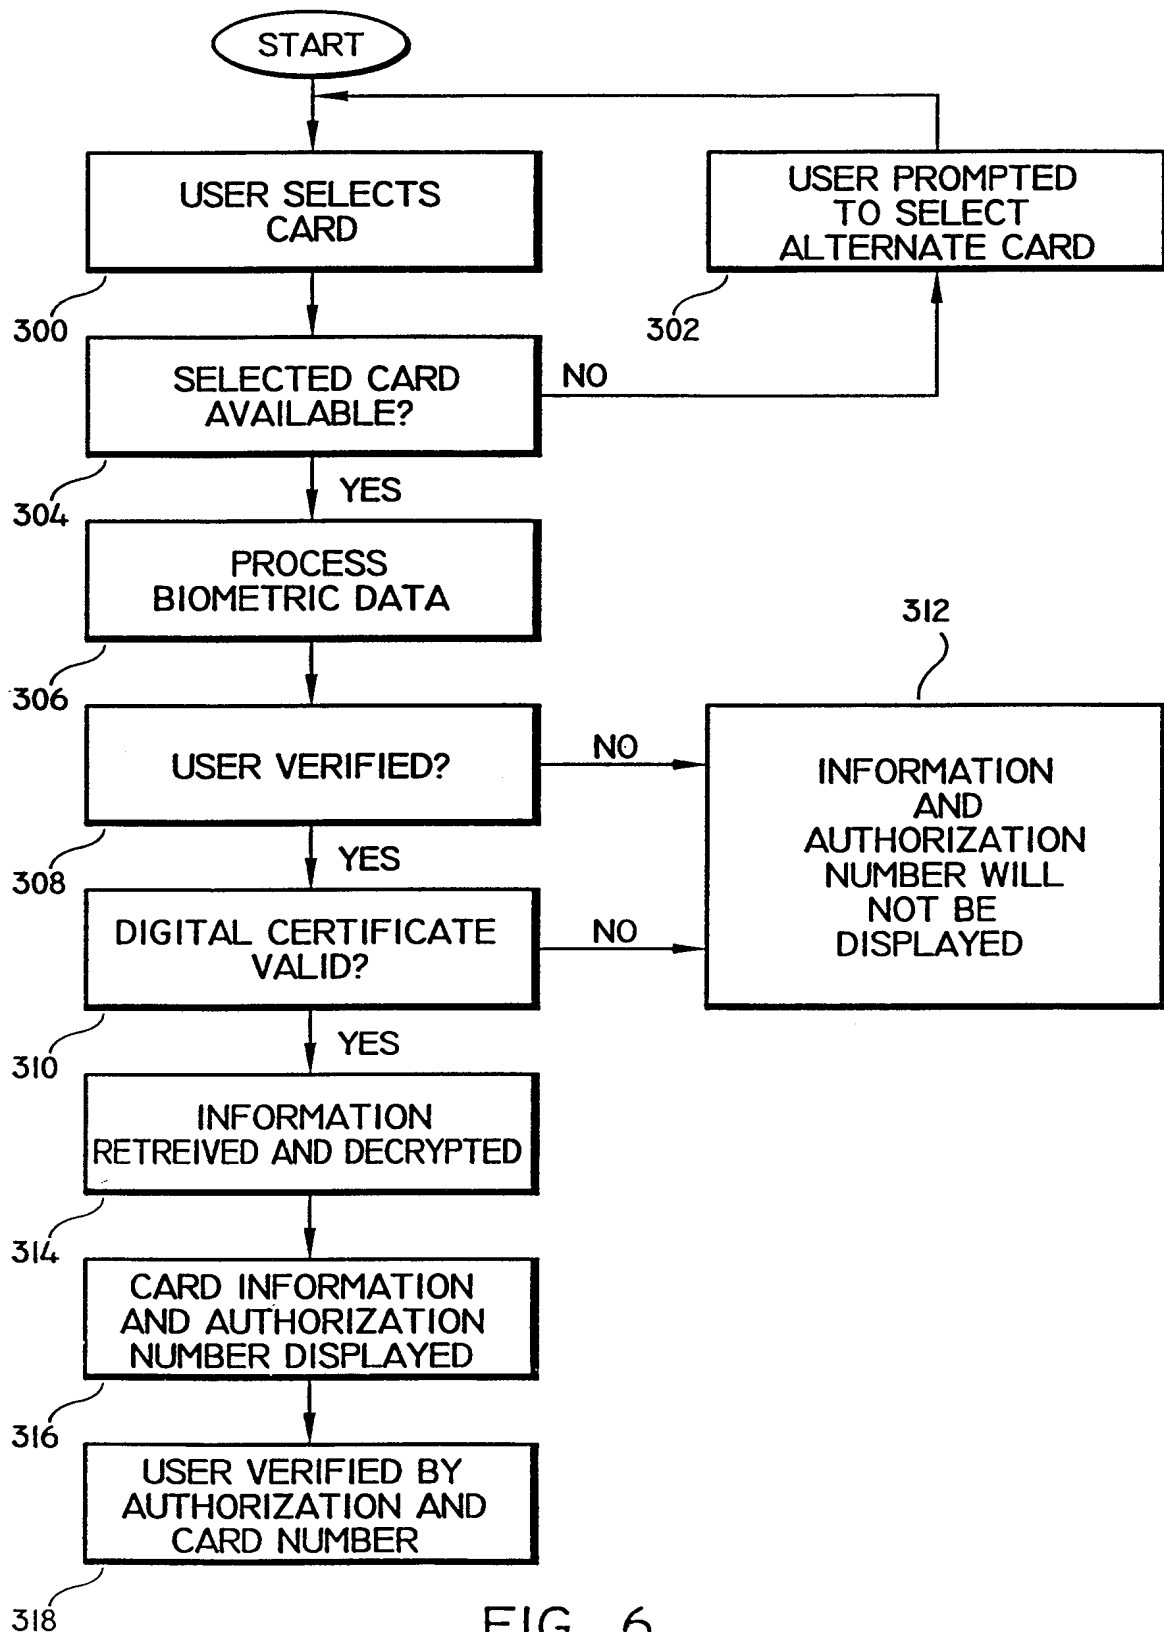 START
USER SELECTS
CARD
300
USER PROMPTED
TO SELECT
ALTERNATE CARD
302
SELECTED CARD
AVAILABLE?
NO
304
YES
PROCESS
BIOMETRIC DATA
306
312
USER VERIFIED?
NO
INFORMATION
AND
AUTHORIZATION
NUMBER WILL
NOT BE
DISPLAYED
308
YES
DIGITAL CERTIFICATE
VALID?
NO
310
YES
INFORMATION
RETREIVED AND DECRYPTED
314
CARD INFORMATION
AND AUTHORIZATION
NUMBER DISPLAYED
316
USER VERIFIED BY
AUTHORIZATION AND
CARD NUMBER
318
FIG. 6